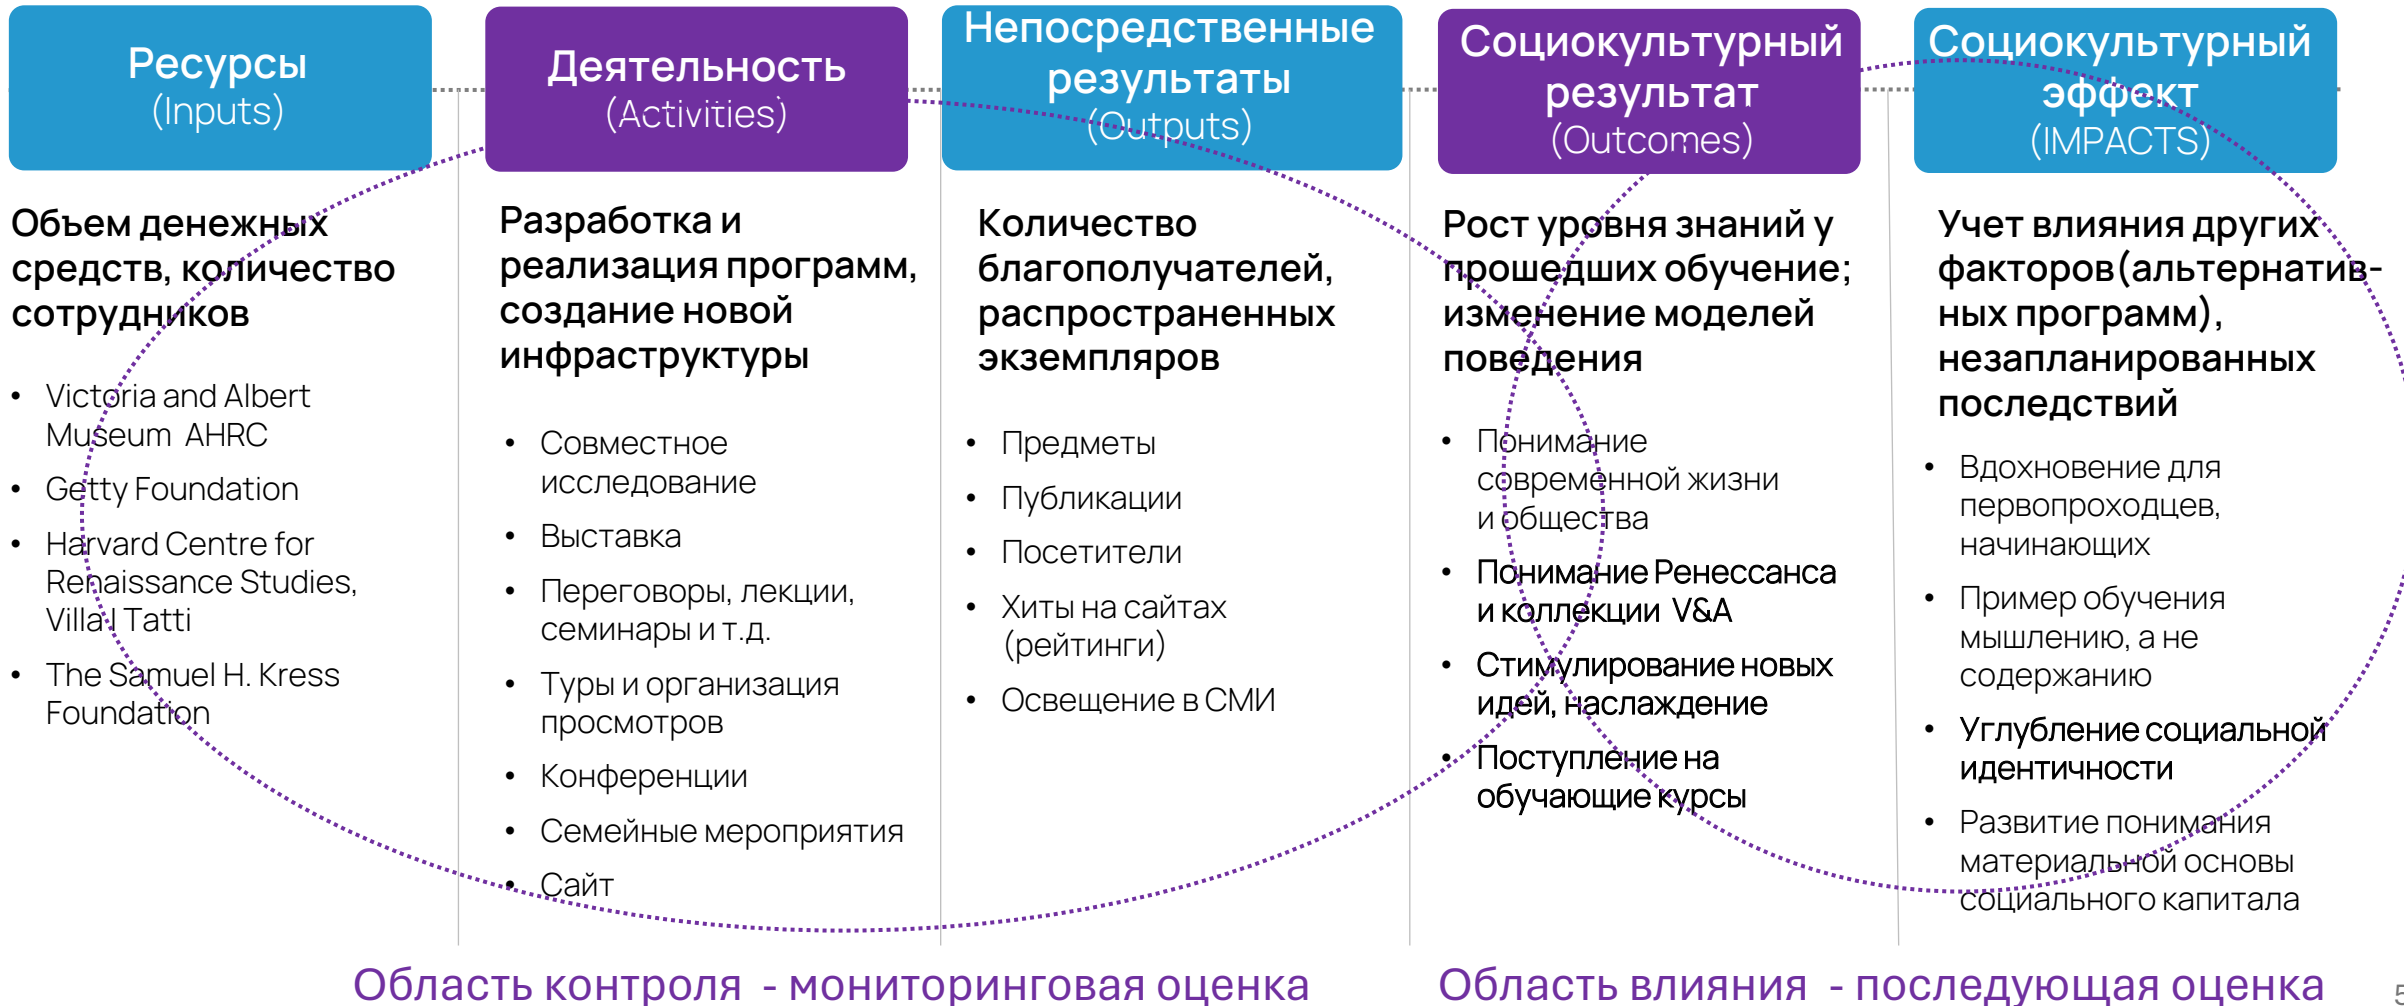 Ресурсы
(Inputs)
Объем денежных
средств, количество
сотрудников
• Victoria and Albert
Museum AHRC
• Getty Foundation
• Harvard Centre for
Renaissance Studies,
Villa I Tatti
• The Samuel H. Kress
Foundation
Деятельность
(Activities)
Разработка и
реализация программ,
создание новой
инфраструктуры
• Совместное
исследование
• Выставка
• Переговоры, лекции,
семинары и т.д.
• Туры и организация
просмотров
• Конференции
• Семейные мероприятия
• Сайт
Непосредственные
результаты
(Outputs)
Количество
благополучателей,
распространенных
экземпляров
• Предметы
• Публикации
• Посетители
• Хиты на сайтах
(рейтинги)
• Освещение в СМИ
Социокультурный
результат
(Outcomes)
Рост уровня знаний у
прошедших обучение;
изменение моделей
поведения
• Понимание
современной жизни
и общества
• Понимание Ренессанса
и коллекции V&A
• Стимулирование новых
идей, наслаждение
• Поступление на
обучающие курсы
Социокультурный
эффект
(IMPACTS)
Учет влияния других
факторов(альтернатив-
ных программ),
незапланированных
последствий
• Вдохновение для
первопроходцев,
начинающих
• Пример обучения
мышлению, а не
содержанию
• Углубление социальной
идентичности
• Развитие понимания
материальной основы
социального капитала
Область контроля - мониторинговая оценка
Область влияния - последующая оценка
5